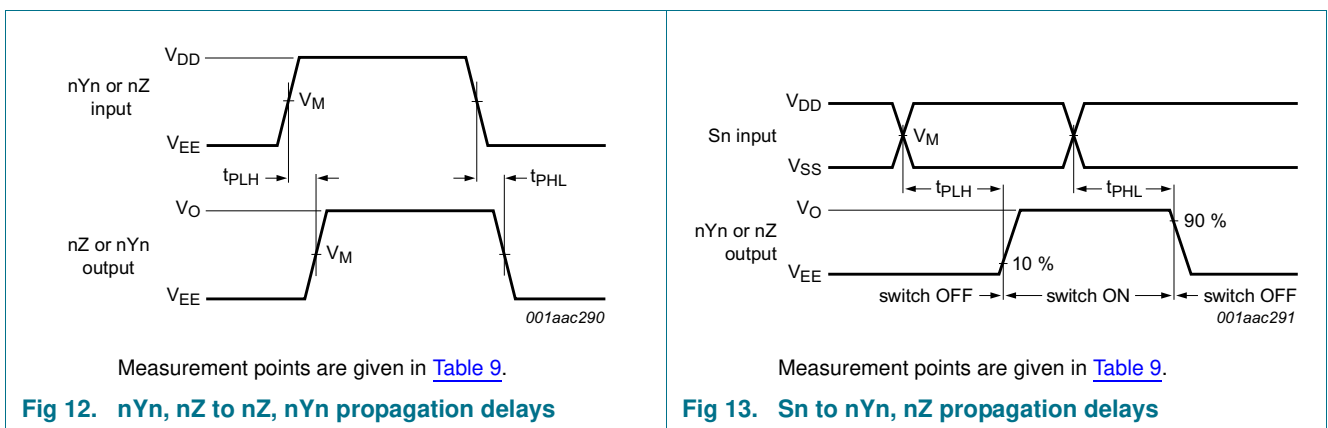 VDD
nYn or nZ
input
VM
VEE
tPLH
tPHL
VO
nZ or nYn
output
VM
VEE
001aac290
Measurement points are given in Table 9.
Fig 12. nYn, nZ to nZ, nYn propagation delays
VDD
Sn input
VM
VSS
tPLH
tPHL
VO
nYn or nZ
output
90 %
10 %
VEE
switch OFF
switch ON
switch OFF
001aac291
Measurement points are given in Table 9.
Fig 13. Sn to nYn, nZ propagation delays